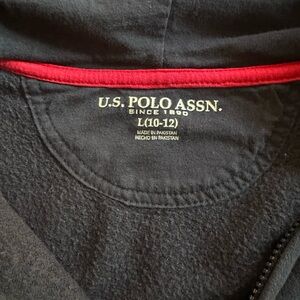 U.S. POLO ASSN.
SINCE 1890
L(10-12)
MADE IN PAKISTAN
HECHO EN PAKISTAN